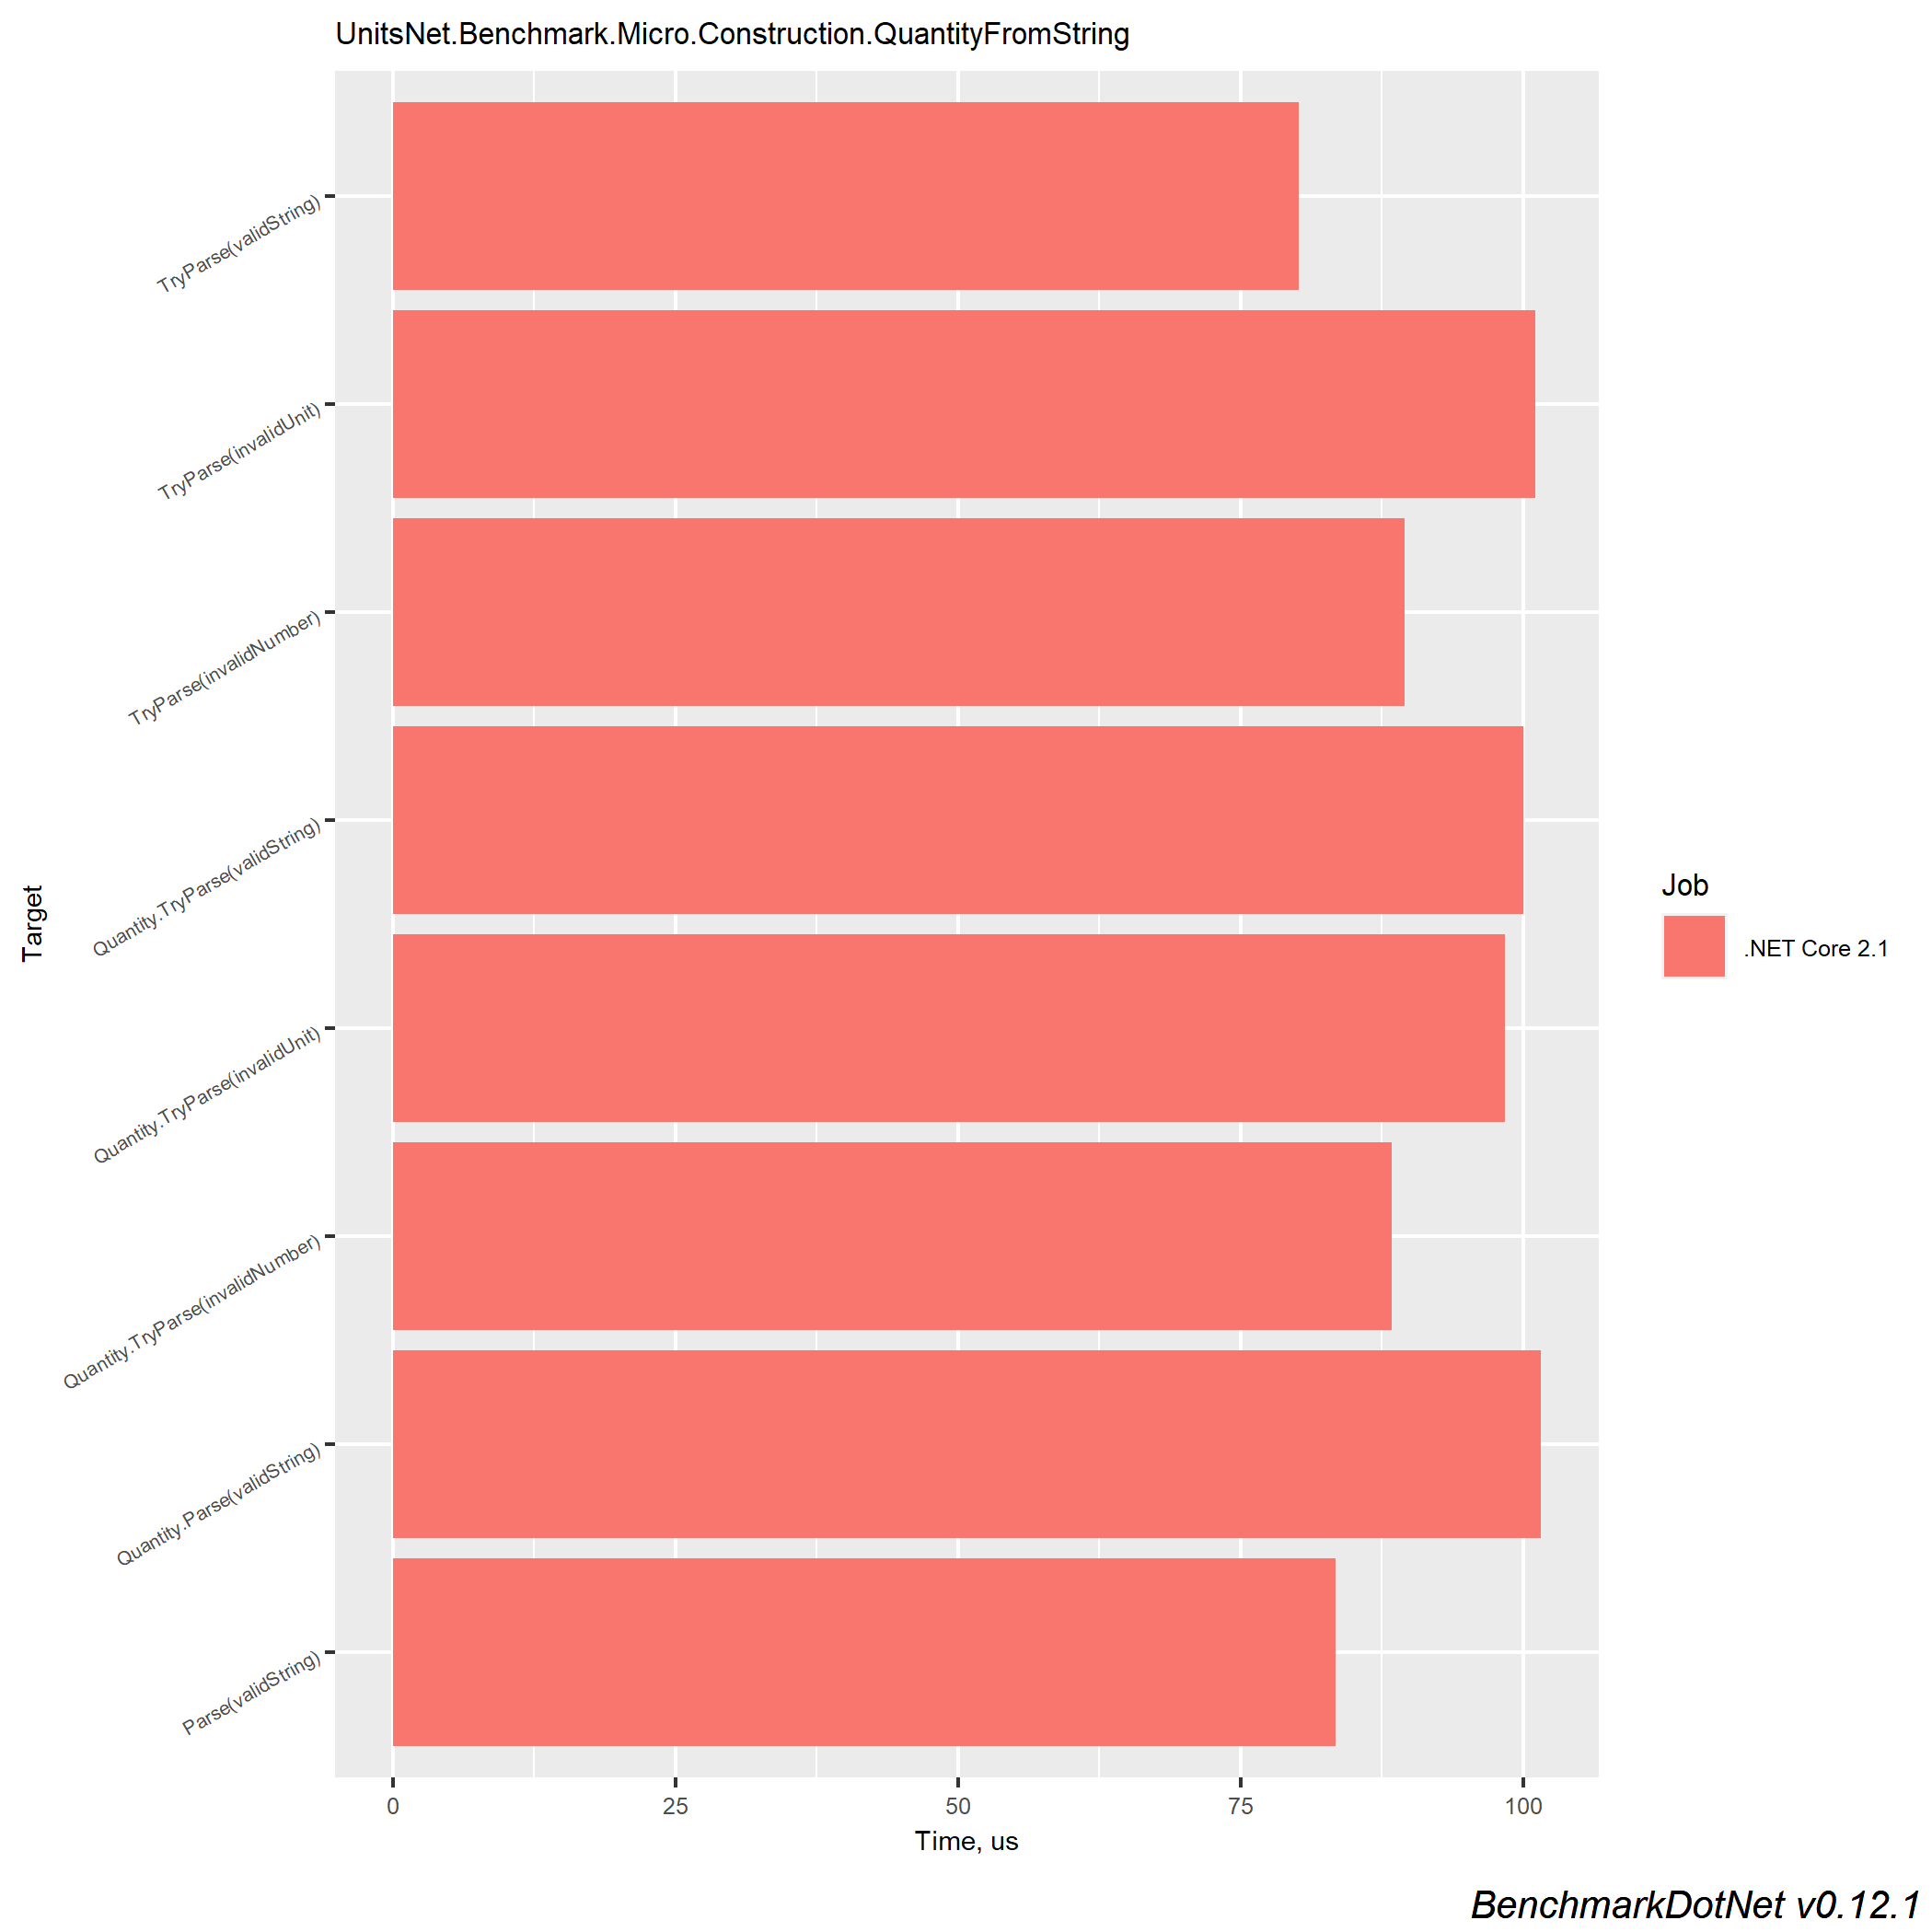 UnitsNet.Benchmark.Micro.Construction.QuantityFromString
TryParse(validString)
TryParse(invalidUnit)
TryParse(invalidNumber)
Quantity.TryParse(validString)
Quantity.TryParse(invalidUnit)
Quantity.TryParse(invalidNumber)
Quantity.Parse(validString)
Parse(validString)
Target
0 25 50 75 100
Time, us
Job
.NET Core 2.1
BenchmarkDotNet v0.12.1